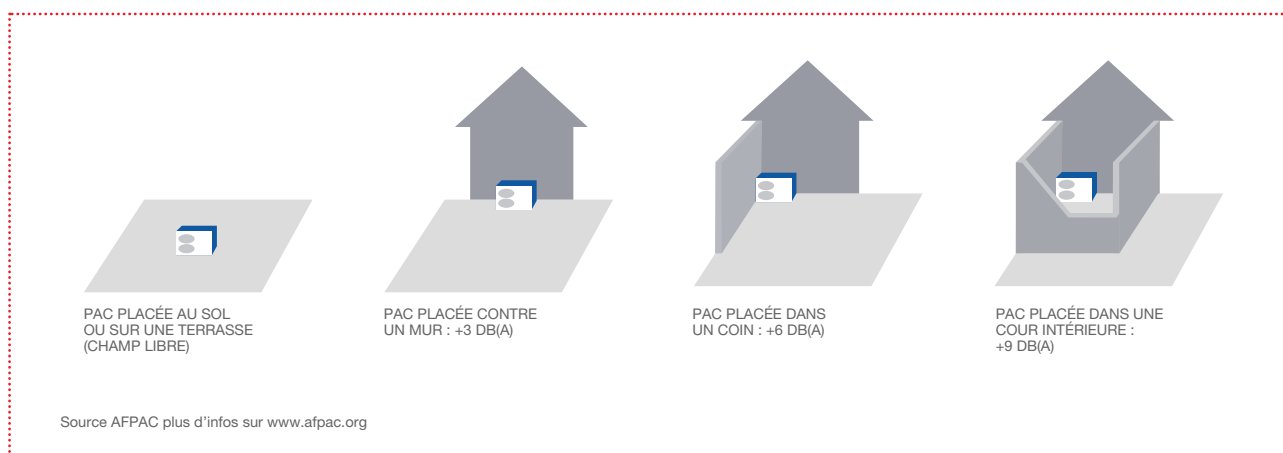 PAC PLACÉE AU SOL
OU SUR UNE TERRASSE
(CHAMP LIBRE)
PAC PLACÉE CONTRE
UN MUR : +3 DB(A)
PAC PLACÉE DANS
UN COIN : +6 DB(A)
PAC PLACÉE DANS UNE
COUR INTÉRIEURE :
+9 DB(A)
Source AFPAC plus d'infos sur www.afpac.org